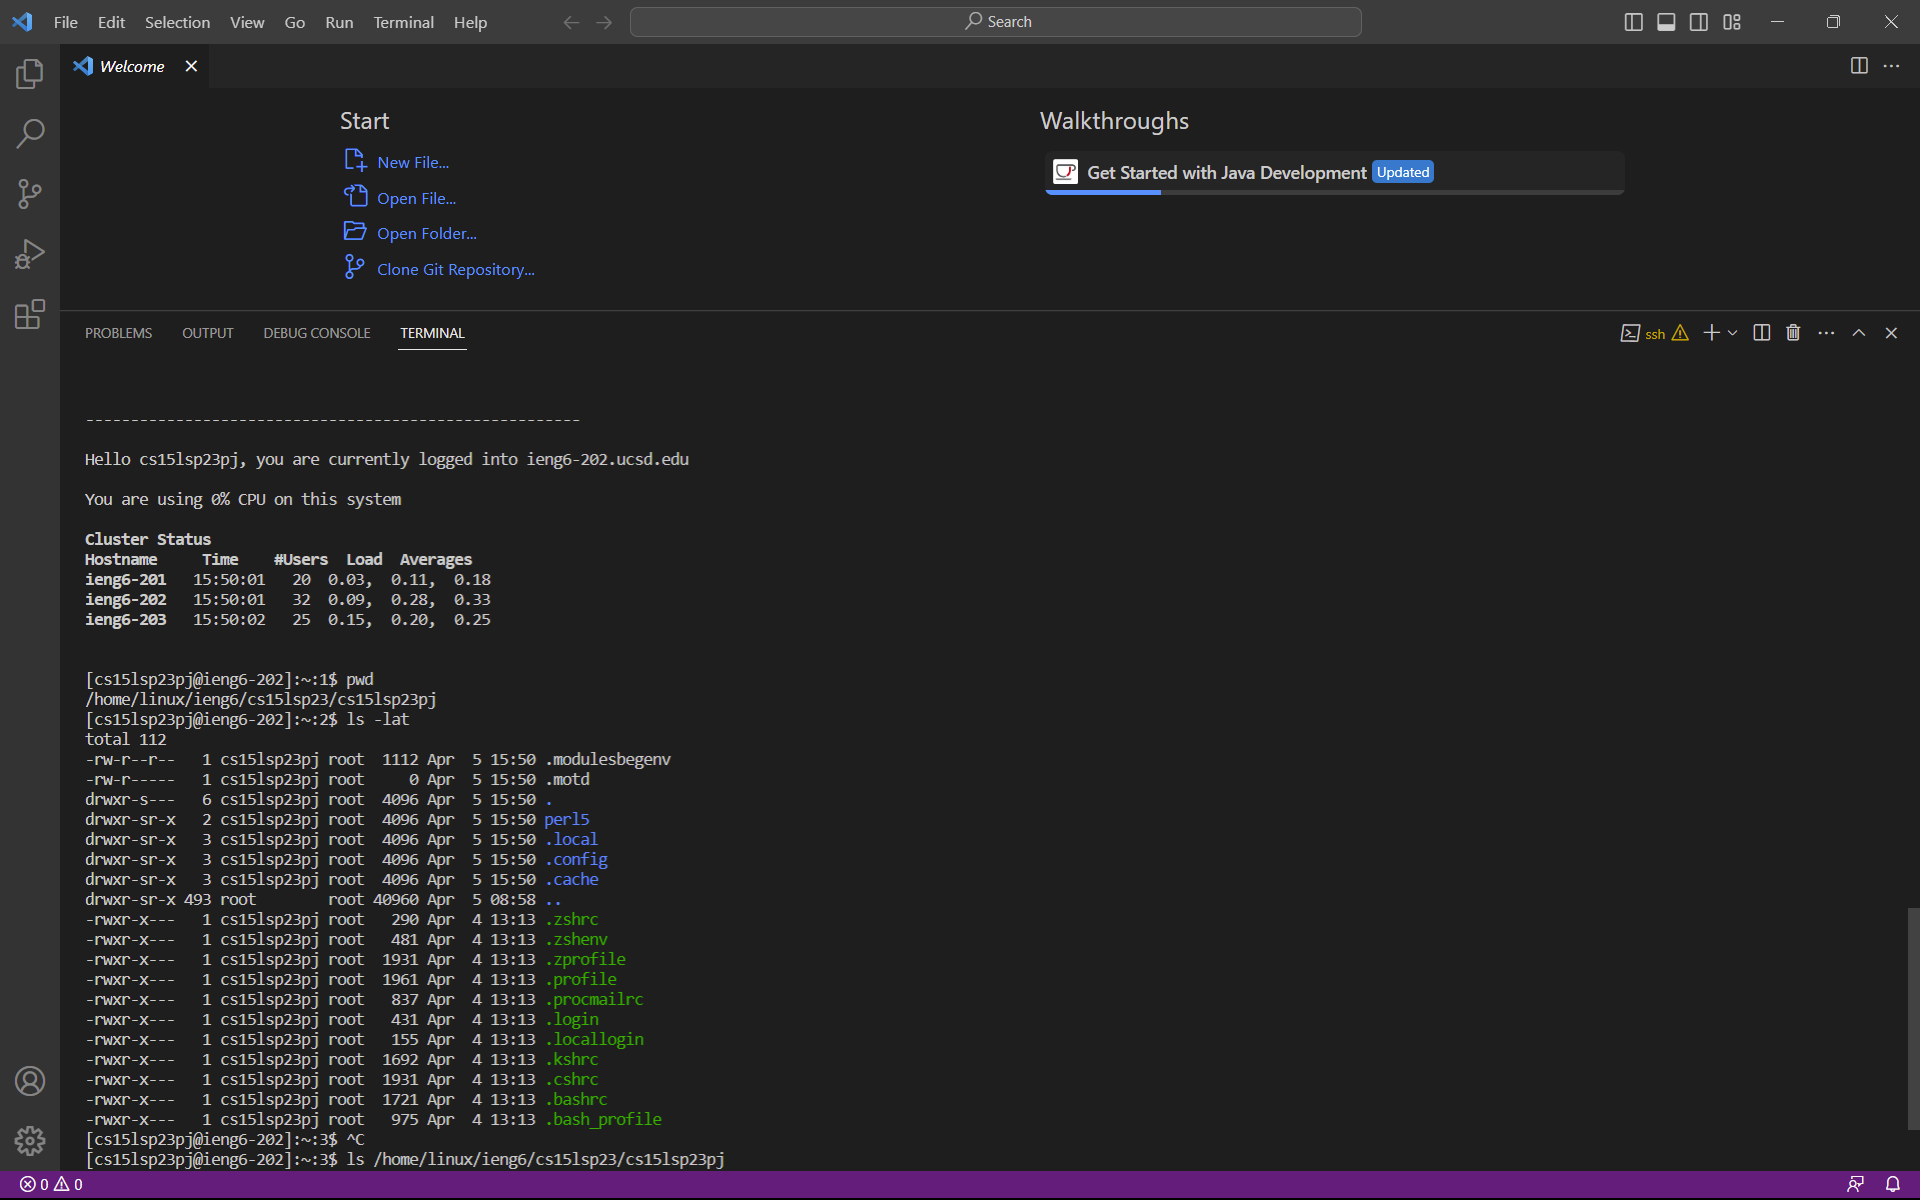 File Edit Selection View Go Run Terminal Help Search
Welcome
Start
New File...
Open File...
Open Folder...
Clone Git Repository...
Walkthroughs
Get Started with Java Development Updated
PROBLEMS OUTPUT DEBUG CONSOLE TERMINAL ssh
-------------------------------------------------------
Hello cs15lsp23pj, you are currently logged into ieng6-202.ucsd.edu
You are using 0% CPU on this system
Cluster Status
Hostname     Time    #Users  Load  Averages
ieng6-201   15:50:01   20  0.03,  0.11,  0.18
ieng6-202   15:50:01   32  0.09,  0.28,  0.33
ieng6-203   15:50:02   25  0.15,  0.20,  0.25
[cs15lsp23pj@ieng6-202]:~:1$ pwd
/home/linux/ieng6/cs15lsp23/cs15lsp23pj
[cs15lsp23pj@ieng6-202]:~:2$ ls -lat
total 112
-rw-r--r--   1 cs15lsp23pj root  1112 Apr  5 15:50 .modulesbegenv
-rw-r-----   1 cs15lsp23pj root     0 Apr  5 15:50 .motd
drwxr-s---   6 cs15lsp23pj root  4096 Apr  5 15:50 .
drwxr-sr-x   2 cs15lsp23pj root  4096 Apr  5 15:50 perl5
drwxr-sr-x   3 cs15lsp23pj root  4096 Apr  5 15:50 .local
drwxr-sr-x   3 cs15lsp23pj root  4096 Apr  5 15:50 .config
drwxr-sr-x   3 cs15lsp23pj root  4096 Apr  5 15:50 .cache
drwxr-sr-x 493 root        root 40960 Apr  5 08:58 ..
-rwxr-x---   1 cs15lsp23pj root   290 Apr  4 13:13 .zshrc
-rwxr-x---   1 cs15lsp23pj root   481 Apr  4 13:13 .zshenv
-rwxr-x---   1 cs15lsp23pj root  1931 Apr  4 13:13 .zprofile
-rwxr-x---   1 cs15lsp23pj root  1961 Apr  4 13:13 .profile
-rwxr-x---   1 cs15lsp23pj root   837 Apr  4 13:13 .procmailrc
-rwxr-x---   1 cs15lsp23pj root   431 Apr  4 13:13 .login
-rwxr-x---   1 cs15lsp23pj root   155 Apr  4 13:13 .locallogin
-rwxr-x---   1 cs15lsp23pj root  1692 Apr  4 13:13 .kshrc
-rwxr-x---   1 cs15lsp23pj root  1931 Apr  4 13:13 .cshrc
-rwxr-x---   1 cs15lsp23pj root  1721 Apr  4 13:13 .bashrc
-rwxr-x---   1 cs15lsp23pj root   975 Apr  4 13:13 .bash_profile
[cs15lsp23pj@ieng6-202]:~:3$ ^C
[cs15lsp23pj@ieng6-202]:~:3$ ls /home/linux/ieng6/cs15lsp23/cs15lsp23pj
0 0